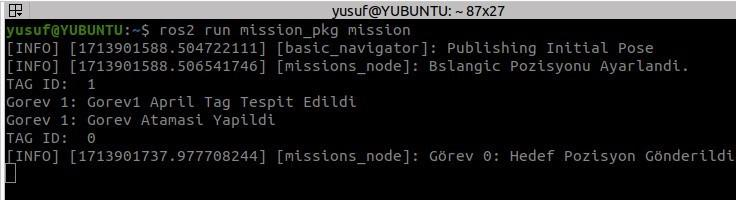 yusuf@YUBUNTU: ~ 87x27
yusuf@YUBUNTU:~$ ros2 run mission_pkg mission
[INFO] [1713901588.504722111] [basic_navigator]: Publishing Initial Pose
[INFO] [1713901588.506541746] [missions_node]: Bslangic Pozisyonu Ayarlandi.
TAG ID:  1
Gorev 1: Gorev1 April Tag Tespit Edildi
Gorev 1: Gorev Atamasi Yapildi
TAG ID:  0
[INFO] [1713901737.977708244] [missions_node]: Görev 0: Hedef Pozisyon Gönderildi